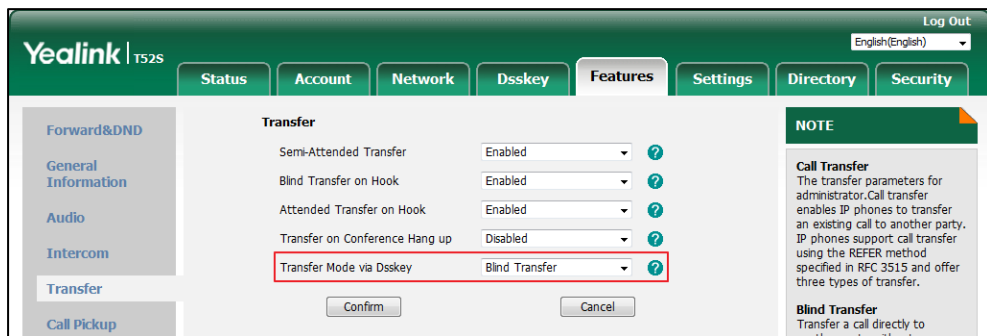 Log Out
English(English)
Yealink | T52S
Status Account Network Dsskey Features Settings Directory Security
Forward&DND
General
Information
Audio
Intercom
Transfer
Call Pickup
Transfer
Semi-Attended Transfer Enabled
Blind Transfer on Hook Enabled
Attended Transfer on Hook Enabled
Transfer on Conference Hang up Disabled
Transfer Mode via Dsskey Blind Transfer
Confirm Cancel
NOTE
Call Transfer
The transfer parameters for
administrator.Call transfer
enables IP phones to transfer
an existing call to another party.
IP phones support call transfer
using the REFER method
specified in RFC 3515 and offer
three types of transfer.
Blind Transfer
Transfer a call directly to